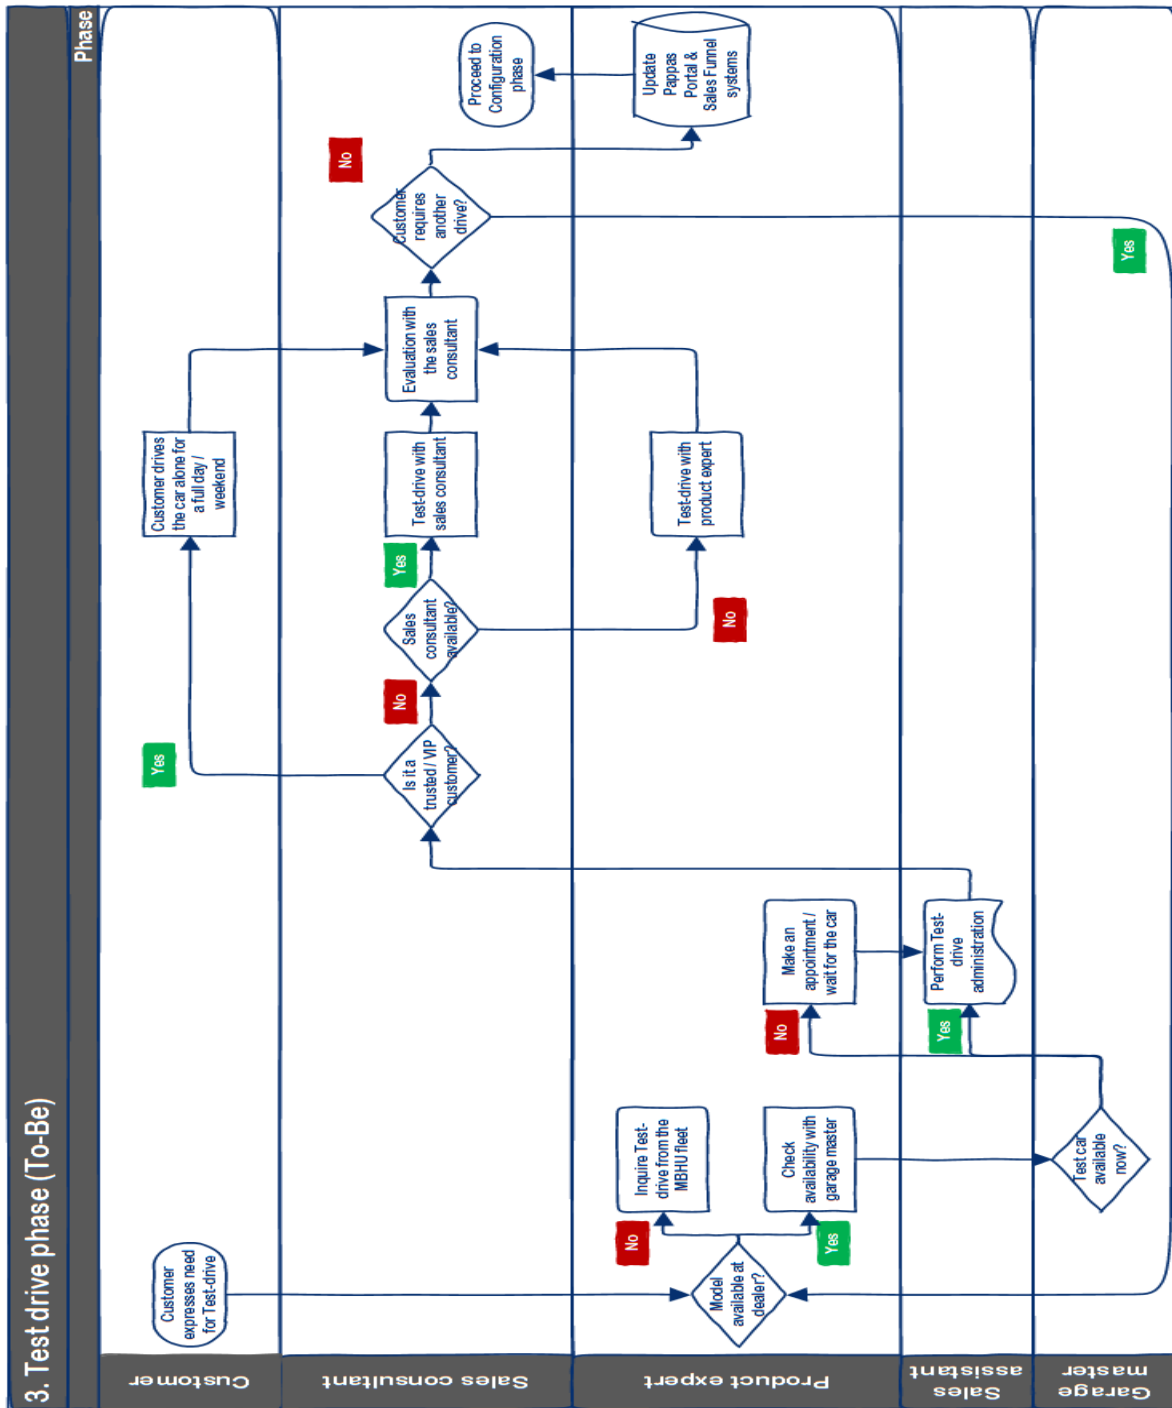 3. Test drive phase (To-Be)
Phase
Customer
Customer
expresses need
for Test-drive
Yes
Customer drives
the car alone for
a full day /
weekend
Sales consultant
Is it a
trusted / VIP
customer?
No
Sales
consultant
available?
Yes
Test-drive with
sales consultant
Evaluation with
the sales
consultant
Customer
requires
another
drive?
No
Proceed to
Configuration
phase
Product expert
Model
available at
dealer?
No
Inquire Test-
drive from the
MBHU fleet
Yes
Check
availability with
garage master
No
Make an
appointment /
wait for the car
No
Test-drive with
product expert
Update
Pappas
Portal &
Sales Funnel
systems
Sales
assistant
Yes
Perform Test-
drive
administration
Garage
master
Test car
available
now?
Yes